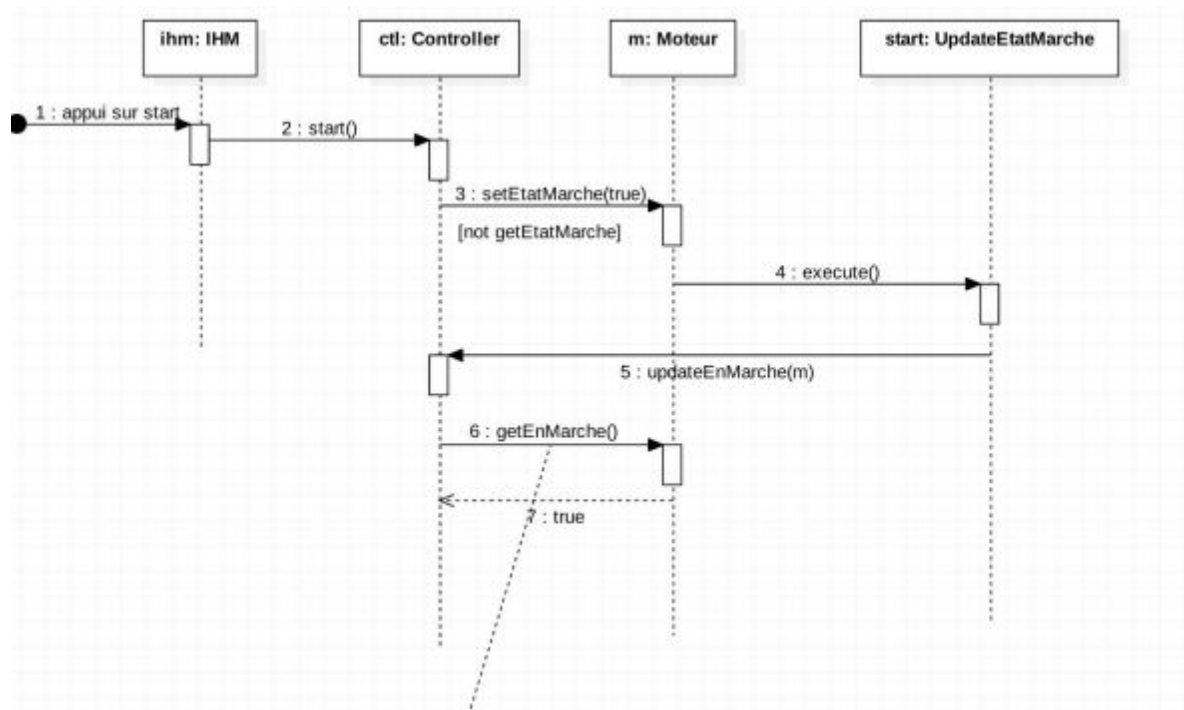 ihm: IHM
ctl: Controller
m: Moteur
start: UpdateEtatMarche
1 : appui sur start
2 : start()
3 : setEtatMarche(true)
[not getEtatMarche]
4 : execute()
5 : updateEnMarche(m)
6 : getEnMarche()
7 : true